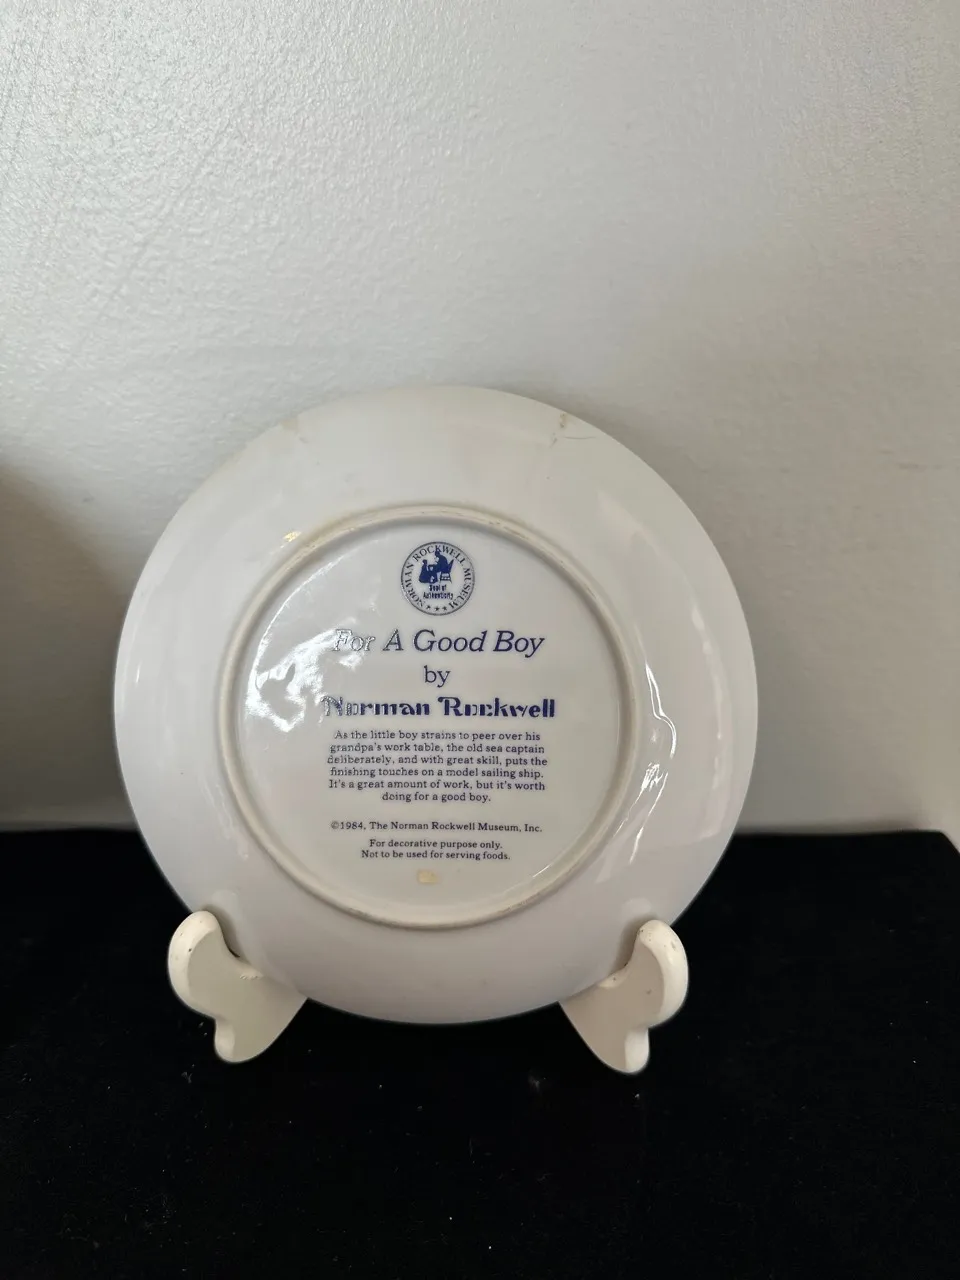 NORMAN ROCKWELL MUSEUM
Seal of
Authenticity
For A Good Boy
by
Norman Rockwell
As the little boy strains to peer over his
grandpa's work table, the old sea captain
deliberately, and with great skill, puts the
finishing touches on a model sailing ship.
It's a great amount of work, but it's worth
doing for a good boy.
©1984, The Norman Rockwell Museum, Inc.
For decorative purpose only.
Not to be used for serving foods.